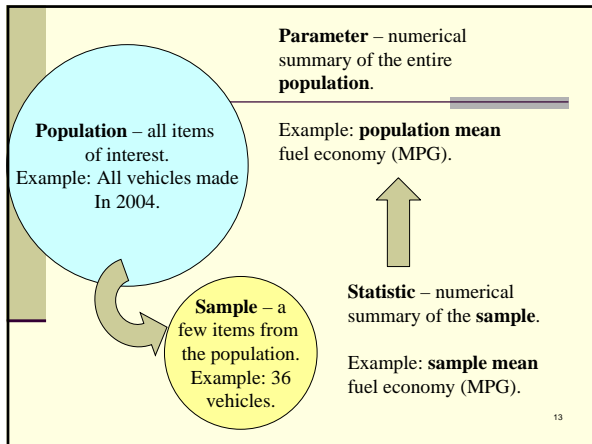 Parameter – numerical
summary of the entire
population.
Population – all items
of interest.
Example: All vehicles made
In 2004.
Example: population mean
fuel economy (MPG).
Sample – a
few items from
the population.
Example: 36
vehicles.
Statistic – numerical
summary of the sample.
Example: sample mean
fuel economy (MPG).
13